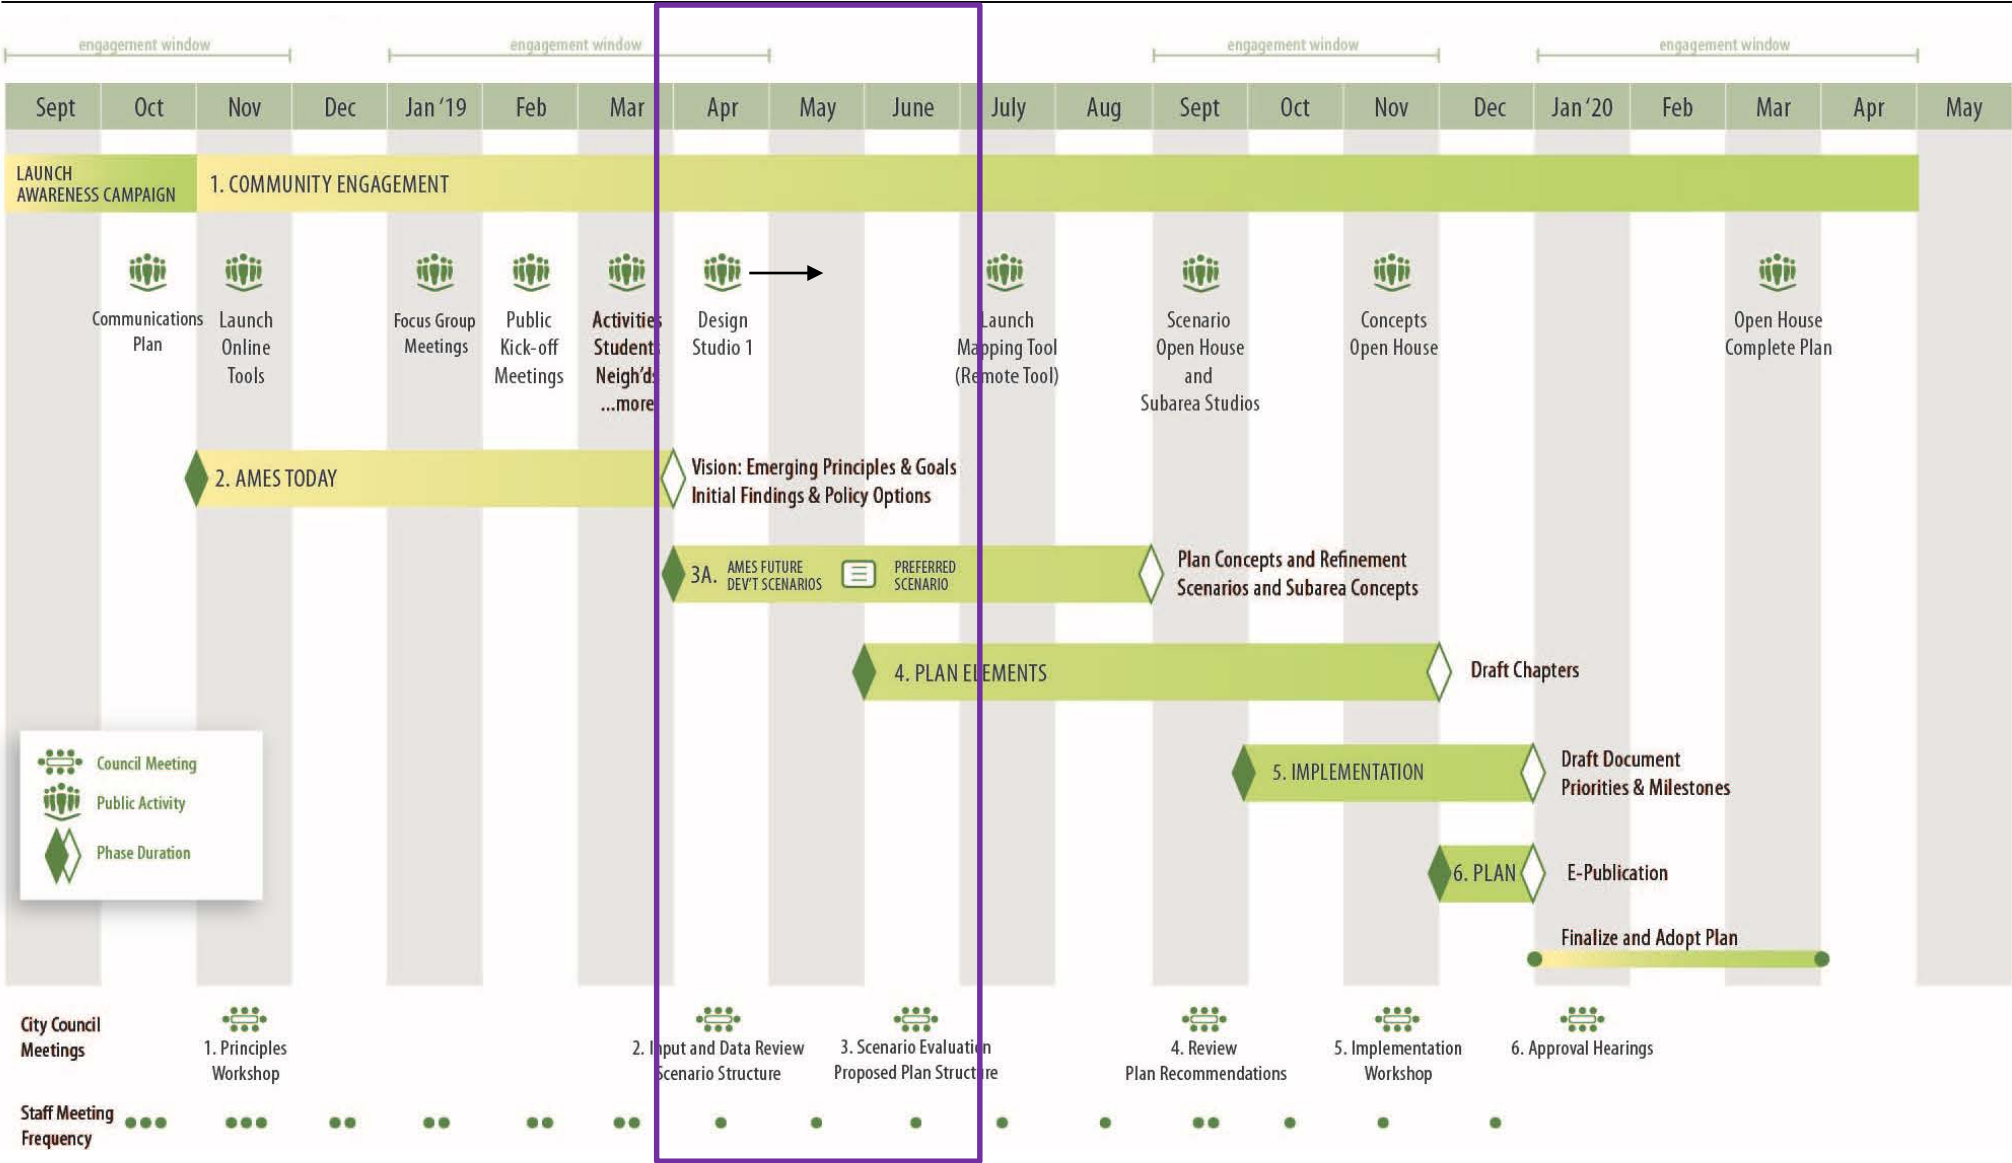 engagement window
engagement window
engagement window
engagement window
Sept
Oct
Nov
Dec
Jan ‘19
Feb
Mar
Apr
May
June
July
Aug
Sept
Oct
Nov
Dec
Jan ‘20
Feb
Mar
Apr
May
LAUNCH
AWARENESS CAMPAIGN
1. COMMUNITY ENGAGEMENT
Communications
Plan
Launch
Online
Tools
Focus Group
Meetings
Public
Kick-off
Meetings
Activities
Students
Neigh'ds
...more
Design
Studio 1
Launch
Mapping Tool
(Remote Tool)
Scenario
Open House
and
Subarea Studios
Concepts
Open House
Open House
Complete Plan
2. AMES TODAY
Vision: Emerging Principles & Goals
Initial Findings & Policy Options
3A.
AMES FUTURE
DEV'T SCENARIOS
PREFERRED
SCENARIO
Plan Concepts and Refinement
Scenarios and Subarea Concepts
4. PLAN ELEMENTS
Draft Chapters
5. IMPLEMENTATION
Draft Document
Priorities & Milestones
6. PLAN
E-Publication
Finalize and Adopt Plan
Council Meeting
Public Activity
Phase Duration
City Council
Meetings
1. Principles
Workshop
2. Input and Data Review
Scenario Structure
3. Scenario Evaluation
Proposed Plan Structure
4. Review
Plan Recommendations
5. Implementation
Workshop
6. Approval Hearings
Staff Meeting
Frequency